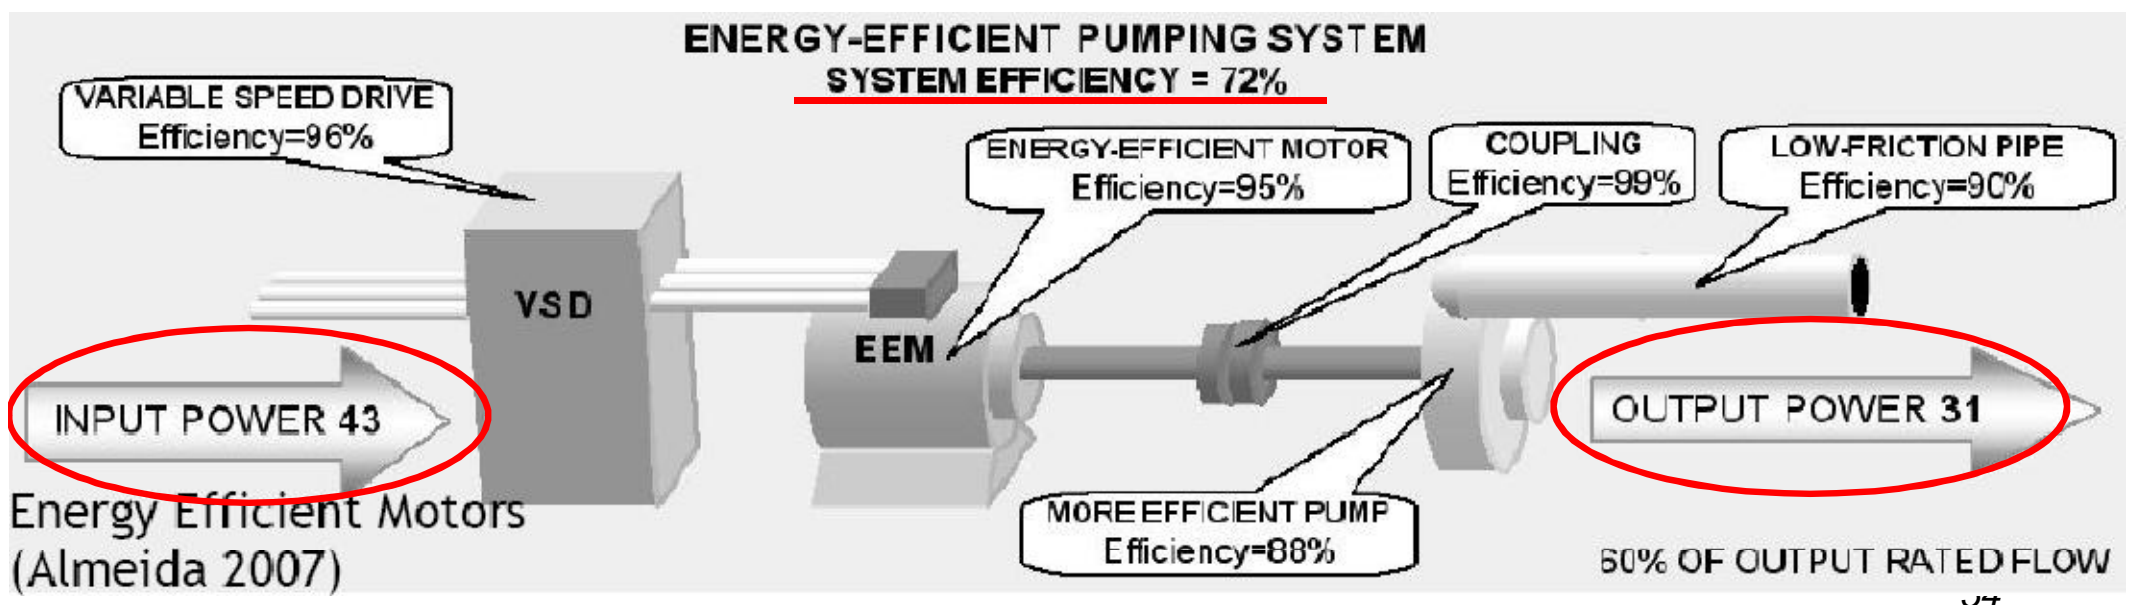 ENERGY-EFFICIENT PUMPING SYSTEM
SYSTEM EFFICIENCY = 72%
VARIABLE SPEED DRIVE
Efficiency=96%
ENERGY-EFFICIENT MOTOR
Efficiency=95%
COUPLING
Efficiency=99%
LOW-FRICTION PIPE
Efficiency=90%
VSD
EEM
INPUT POWER 43
OUTPUT POWER 31
MORE EFFICIENT PUMP
Efficiency=88%
Energy Efficient Motors
(Almeida 2007)
60% OF OUTPUT RATED FLOW